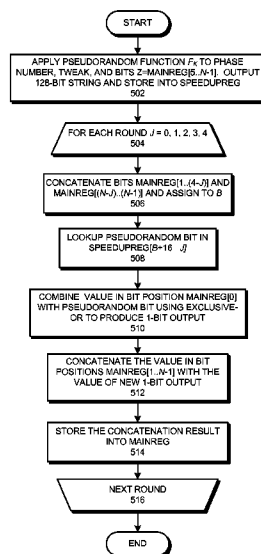 START
APPLY PSEUDORANDOM FUNCTION FK TO PHASE
NUMBER, TWEAK, AND BITS Z=MAINREG[5..N-1]. OUTPUT
128-BIT STRING AND STORE INTO SPEEDUPREG
502
FOR EACH ROUND J = 0, 1, 2, 3, 4
504
CONCATENATE BITS MAINREG[1..(4-J)] AND
MAINREG[(N-J)..(N-1)] AND ASSIGN TO B
506
LOOKUP PSEUDORANDOM BIT IN
SPEEDUPREG[B+16 J]
508
COMBINE VALUE IN BIT POSITION MAINREG[0]
WITH PSEUDORANDOM BIT USING EXCLUSIVE-
OR TO PRODUCE 1-BIT OUTPUT
510
CONCATENATE THE VALUE IN BIT
POSITIONS MAINREG[1..N-1] WITH THE
VALUE OF NEW 1-BIT OUTPUT
512
STORE THE CONCATENATION RESULT
INTO MAINREG
514
NEXT ROUND
516
END